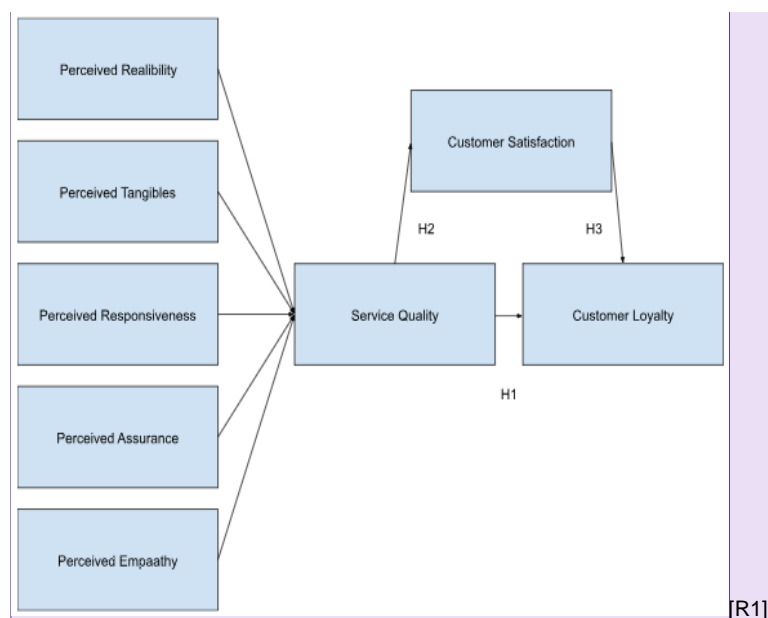 Perceived Realibility
Customer Satisfaction
Perceived Tangibles
H2
H3
Perceived Responsiveness
Service Quality
Customer Loyalty
H1
Perceived Assurance
Perceived Empaathy
[R1]